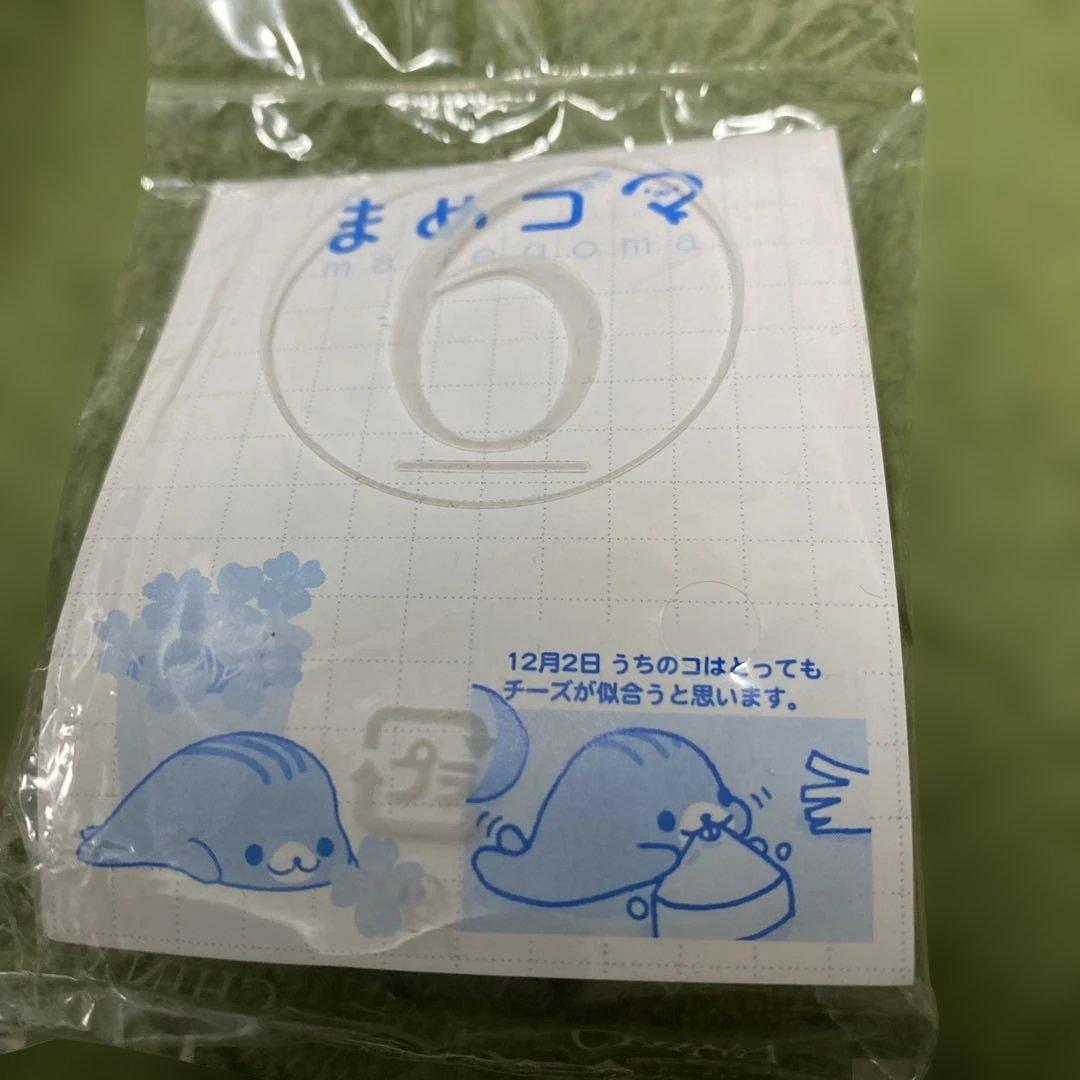 まめゴマ
mamegoma
6
12月2日 うちのコはとっても
チーズが似合うと思います。
プラ
CHIN